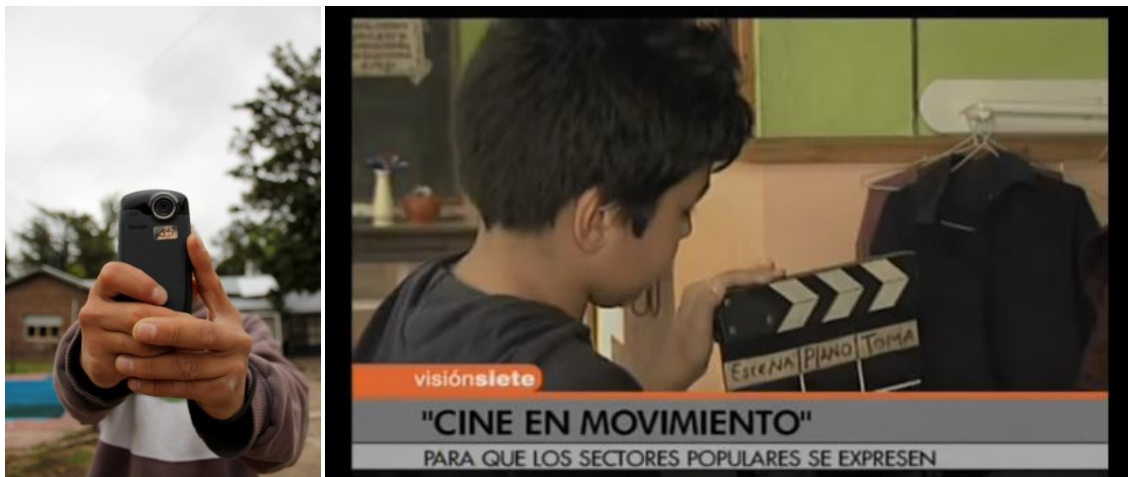 visiónsiete
EsceNA PlANO TOMA
"CINE EN MOVIMIENTO"
PARA QUE LOS SECTORES POPULARES SE EXPRESEN